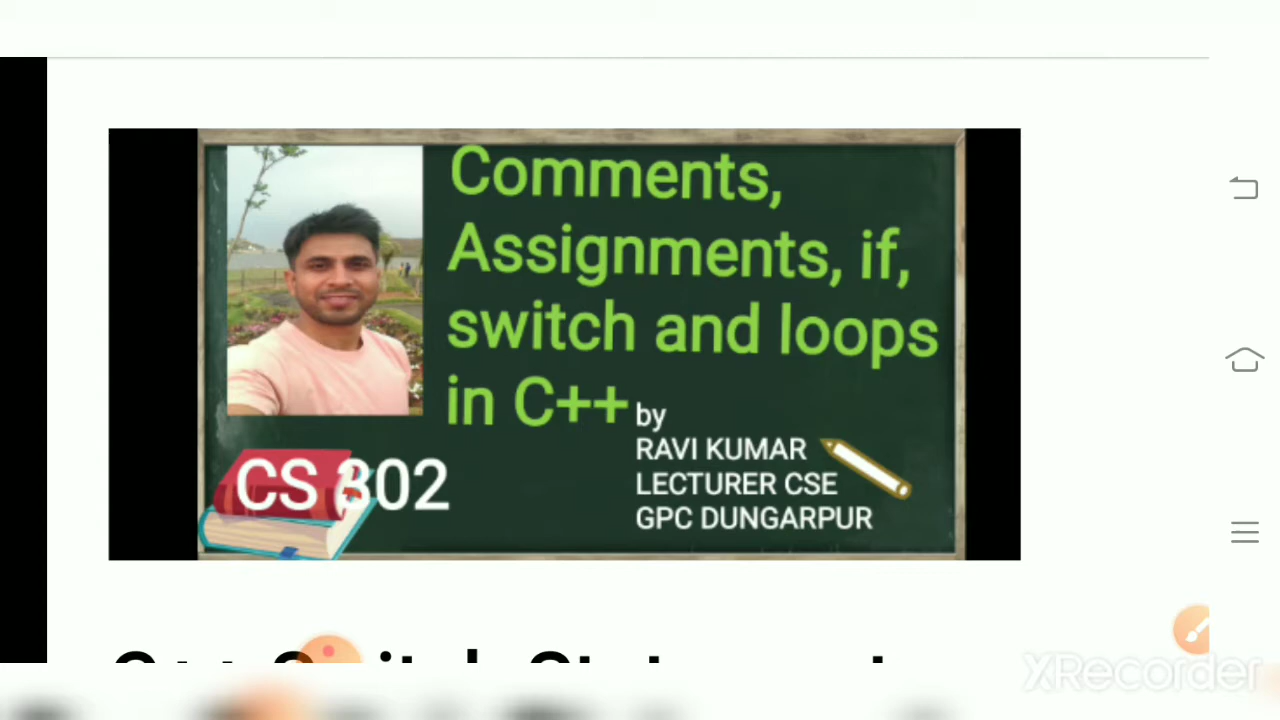 Comments,
Assignments, if,
switch and loops
in C++
by
RAVI KUMAR
LECTURER CSE
GPC DUNGARPUR
CS 302
XRecorder